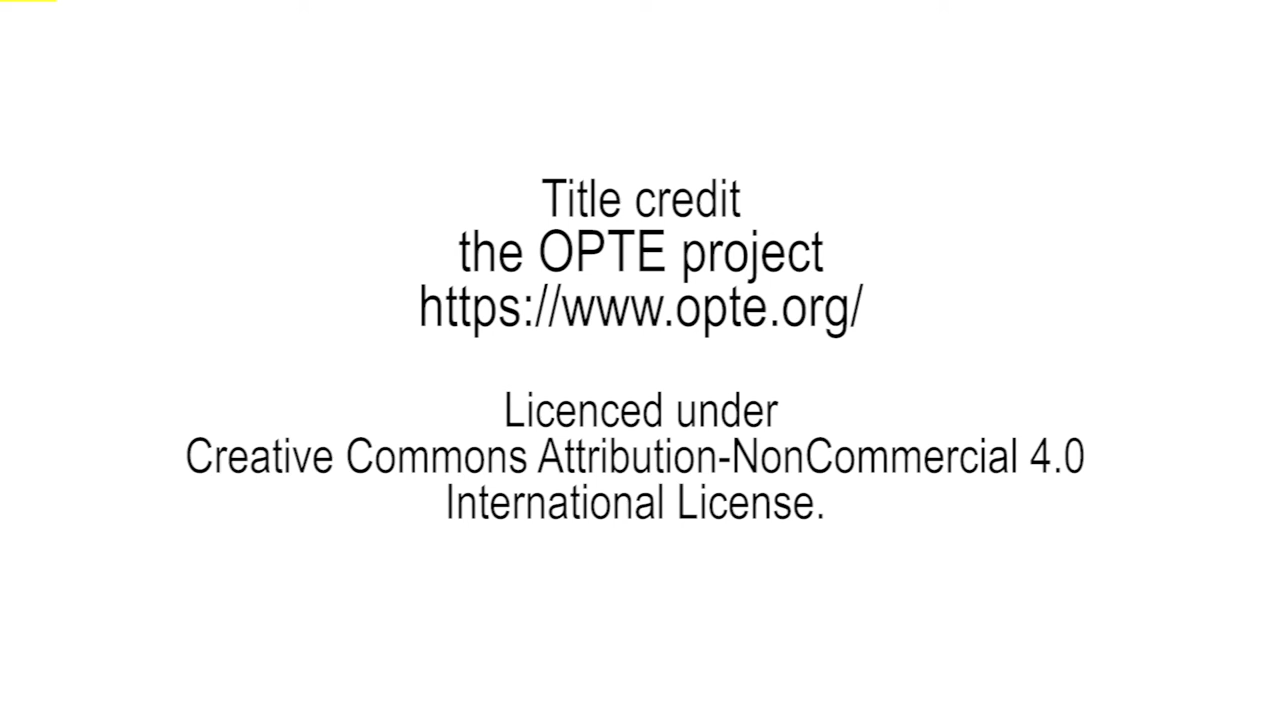 Title credit
the OPTE project
https://www.opte.org/
Licenced under
Creative Commons Attribution-NonCommercial 4.0
International License.